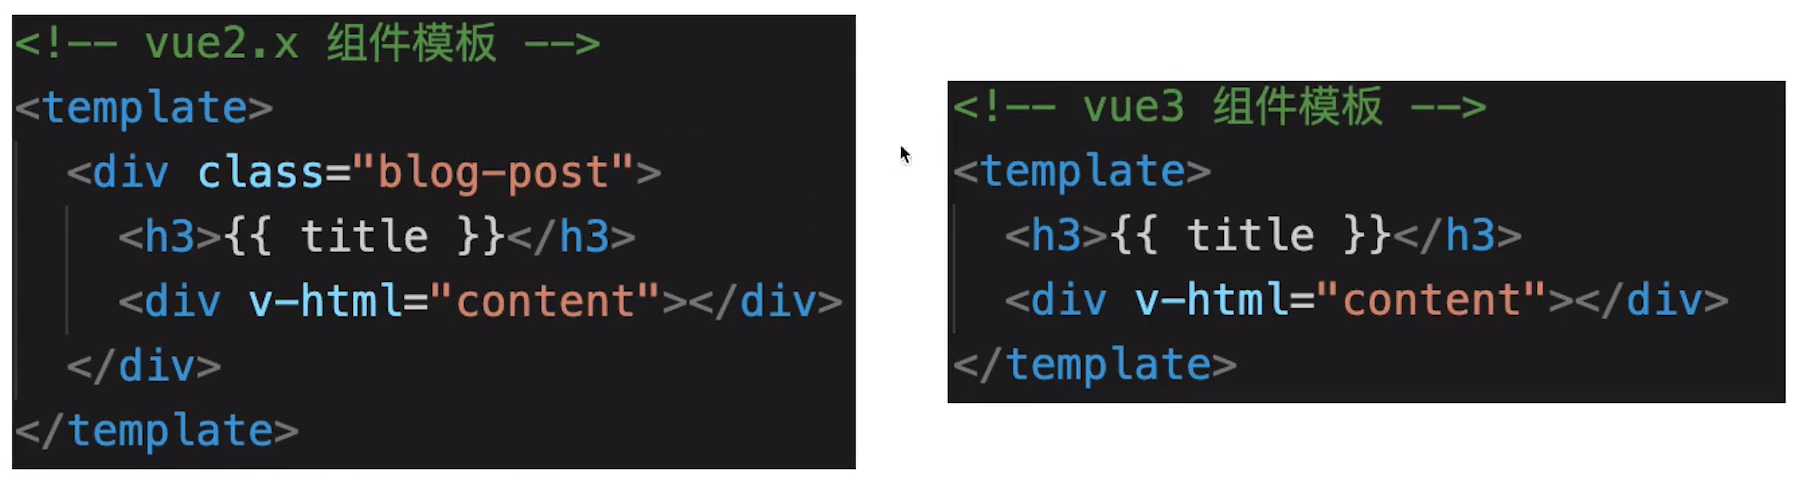 <!-- vue2.x 组件模板 -->
<template>
  <div class="blog-post">
    <h3>{{ title }}</h3>
    <div v-html="content"></div>
  </div>
</template>
<!-- vue3 组件模板 -->
<template>
  <h3>{{ title }}</h3>
  <div v-html="content"></div>
</template>